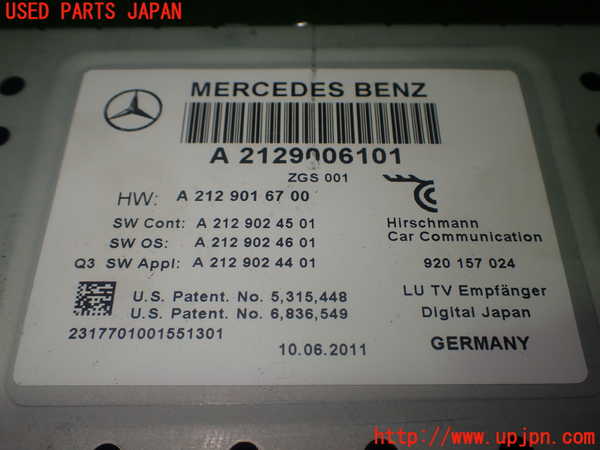 USED PARTS JAPAN
MERCEDES BENZ
A 2129006101
ZGS 001
HW: A 212 901 67 00
SW Cont: A 212 902 45 01
SW OS: A 212 902 46 01
Q3 SW Appl: A 212 902 44 01
Hirschmann
Car Communication
920 157 024
U.S. Patent. No. 5,315,448
U.S. Patent. No. 6,836,549
LU TV Empfänger
Digital Japan
2317701001551301
10.06.2011
GERMANY
http://www.upjpn.com/